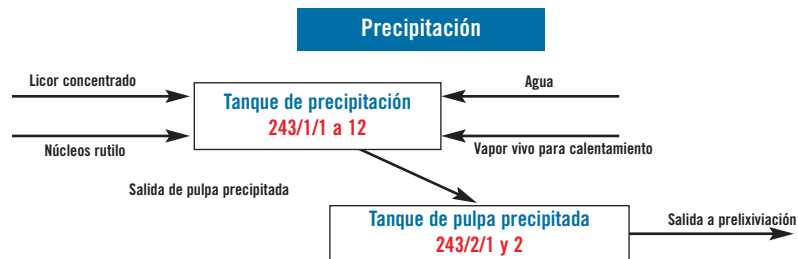 Precipitación
Licor concentrado
Agua
Tanque de precipitación
243/1/1 a 12
Núcleos rutilo
Vapor vivo para calentamiento
Salida de pulpa precipitada
Tanque de pulpa precipitada
243/2/1 y 2
Salida a prelixiviación